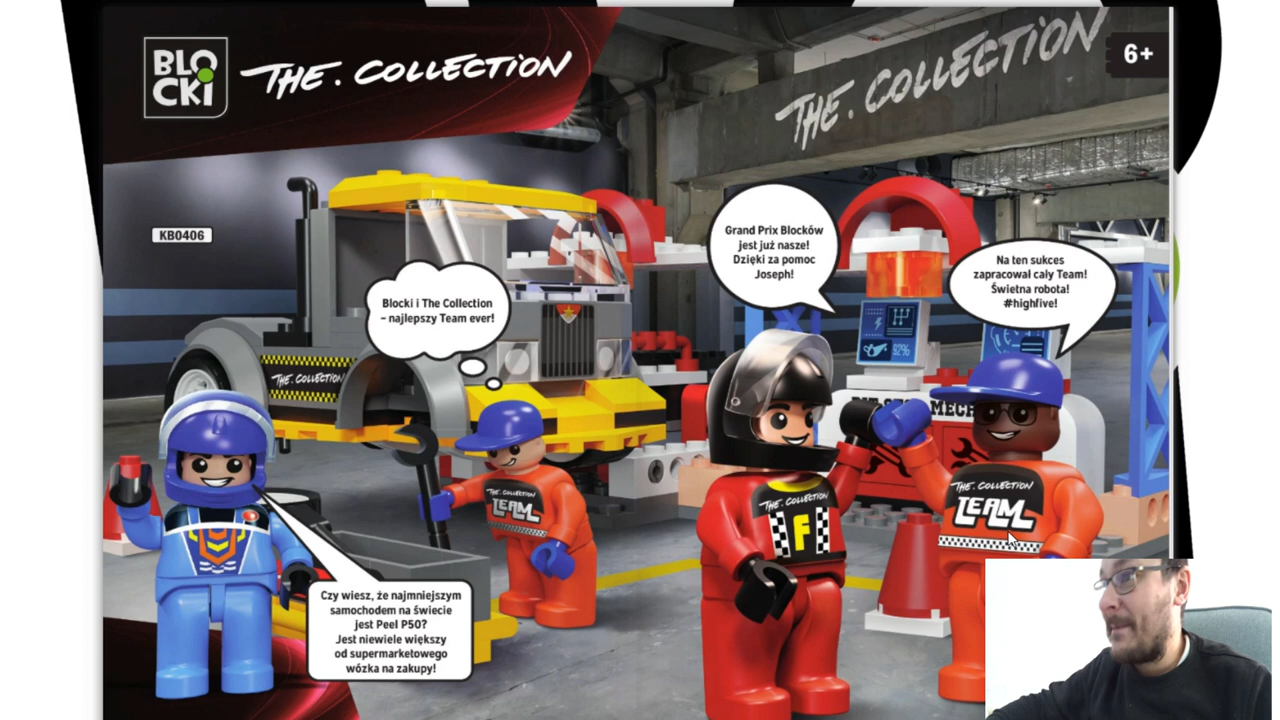 BLOCKI
THE. COLLECTION
THE. COLLECTION
6+
KB0406
Blocki i The Collection
– najlepszy Team ever!
Grand Prix Blocków
jest już nasze!
Dzięki za pomoc
Joseph!
Na ten sukces
zapracował cały Team!
Świetna robota!
#highfive!
92%
THE. COLLECTION
THE. COLLECTION
TEAM
THE. COLLECTION
F
THE. COLLECTION
TEAM
Czy wiesz, że najmniejszym
samochodem na świecie
jest Peel P50?
Jest niewiele większy
od supermarketowego
wózka na zakupy!